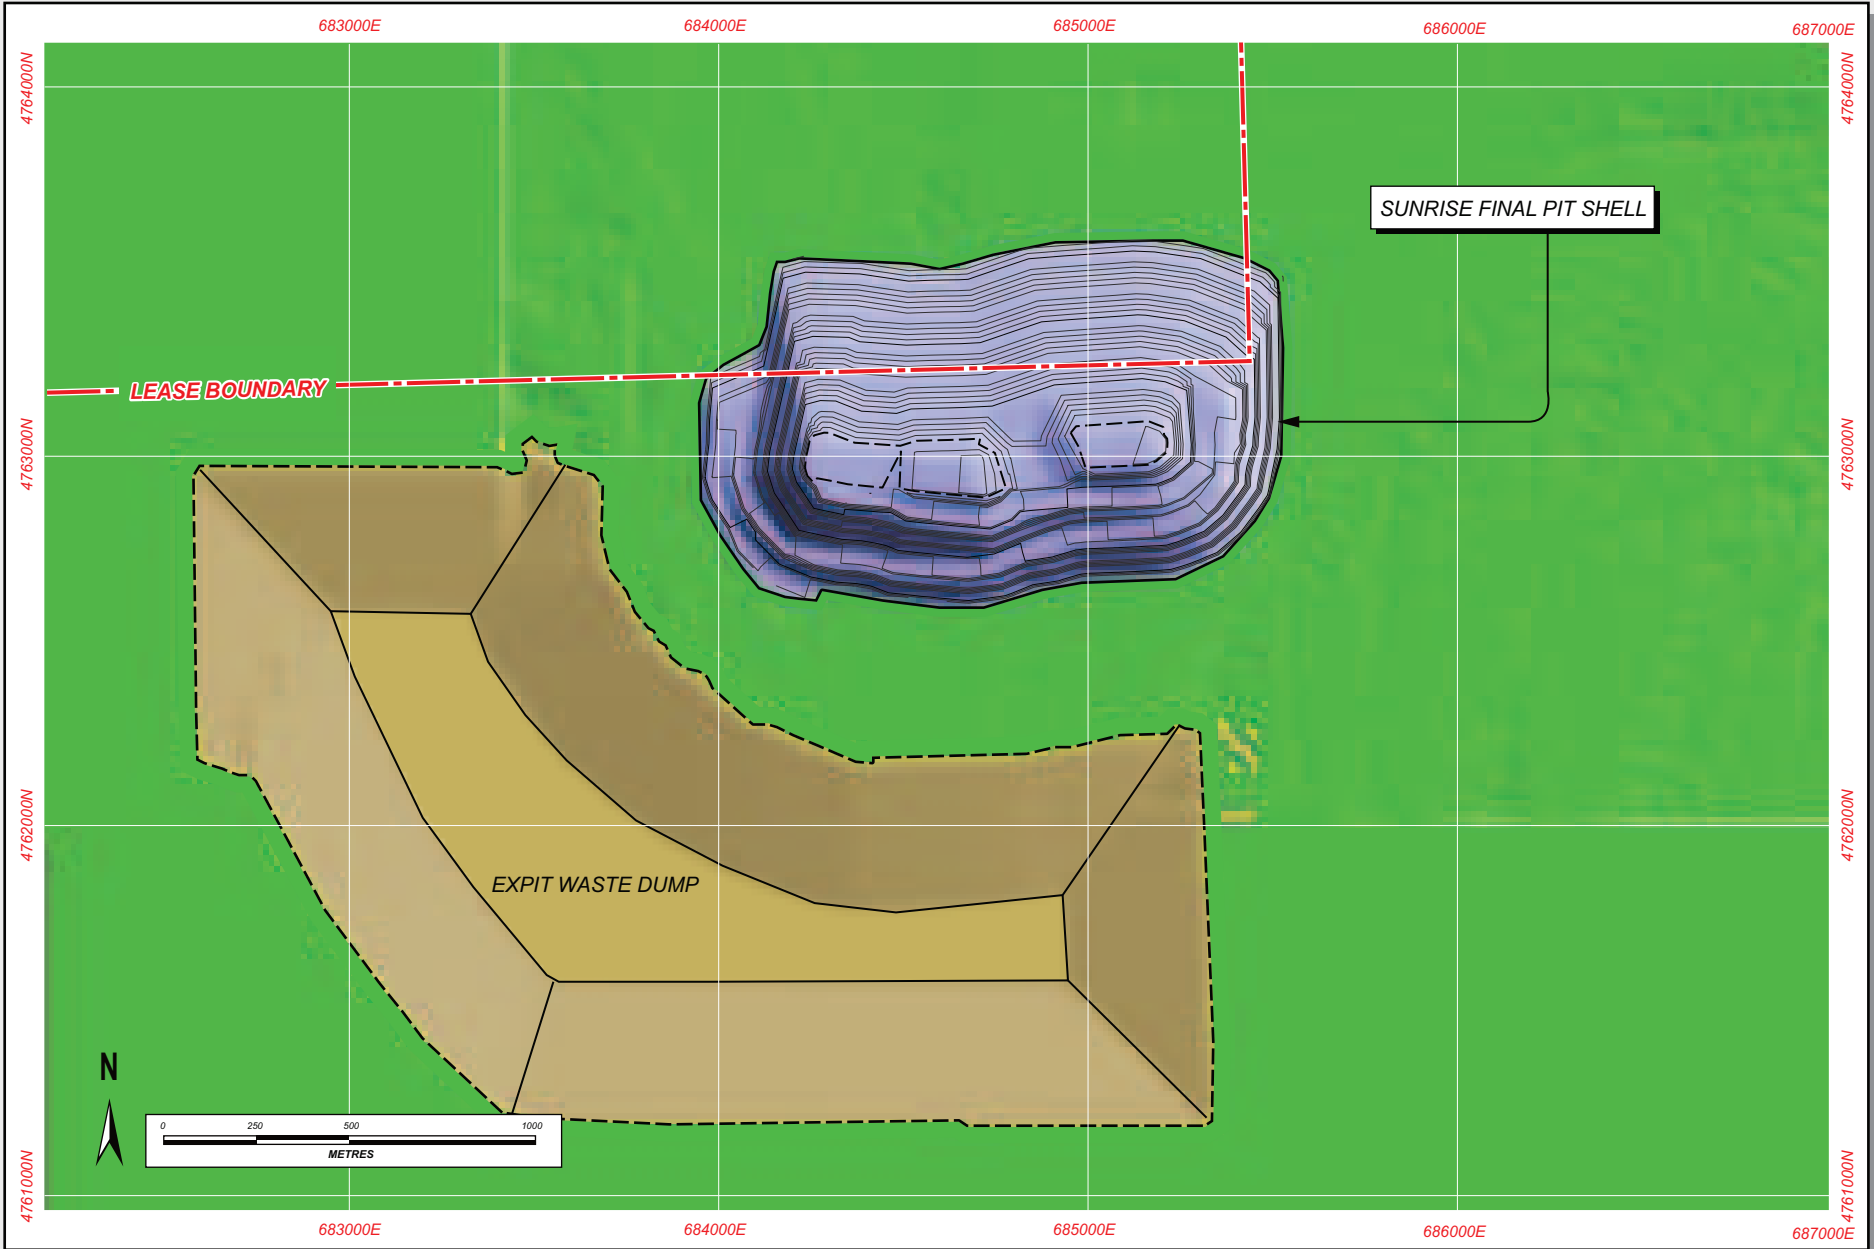 683000E
684000E
685000E
686000E
687000E
4764000N
4764000N
SUNRISE FINAL PIT SHELL
LEASE BOUNDARY
4763000N
4763000N
4762000N
4762000N
EXPIT WASTE DUMP
N
0 250 500 1000
METRES
4761000N
4761000N
683000E
684000E
685000E
686000E
687000E